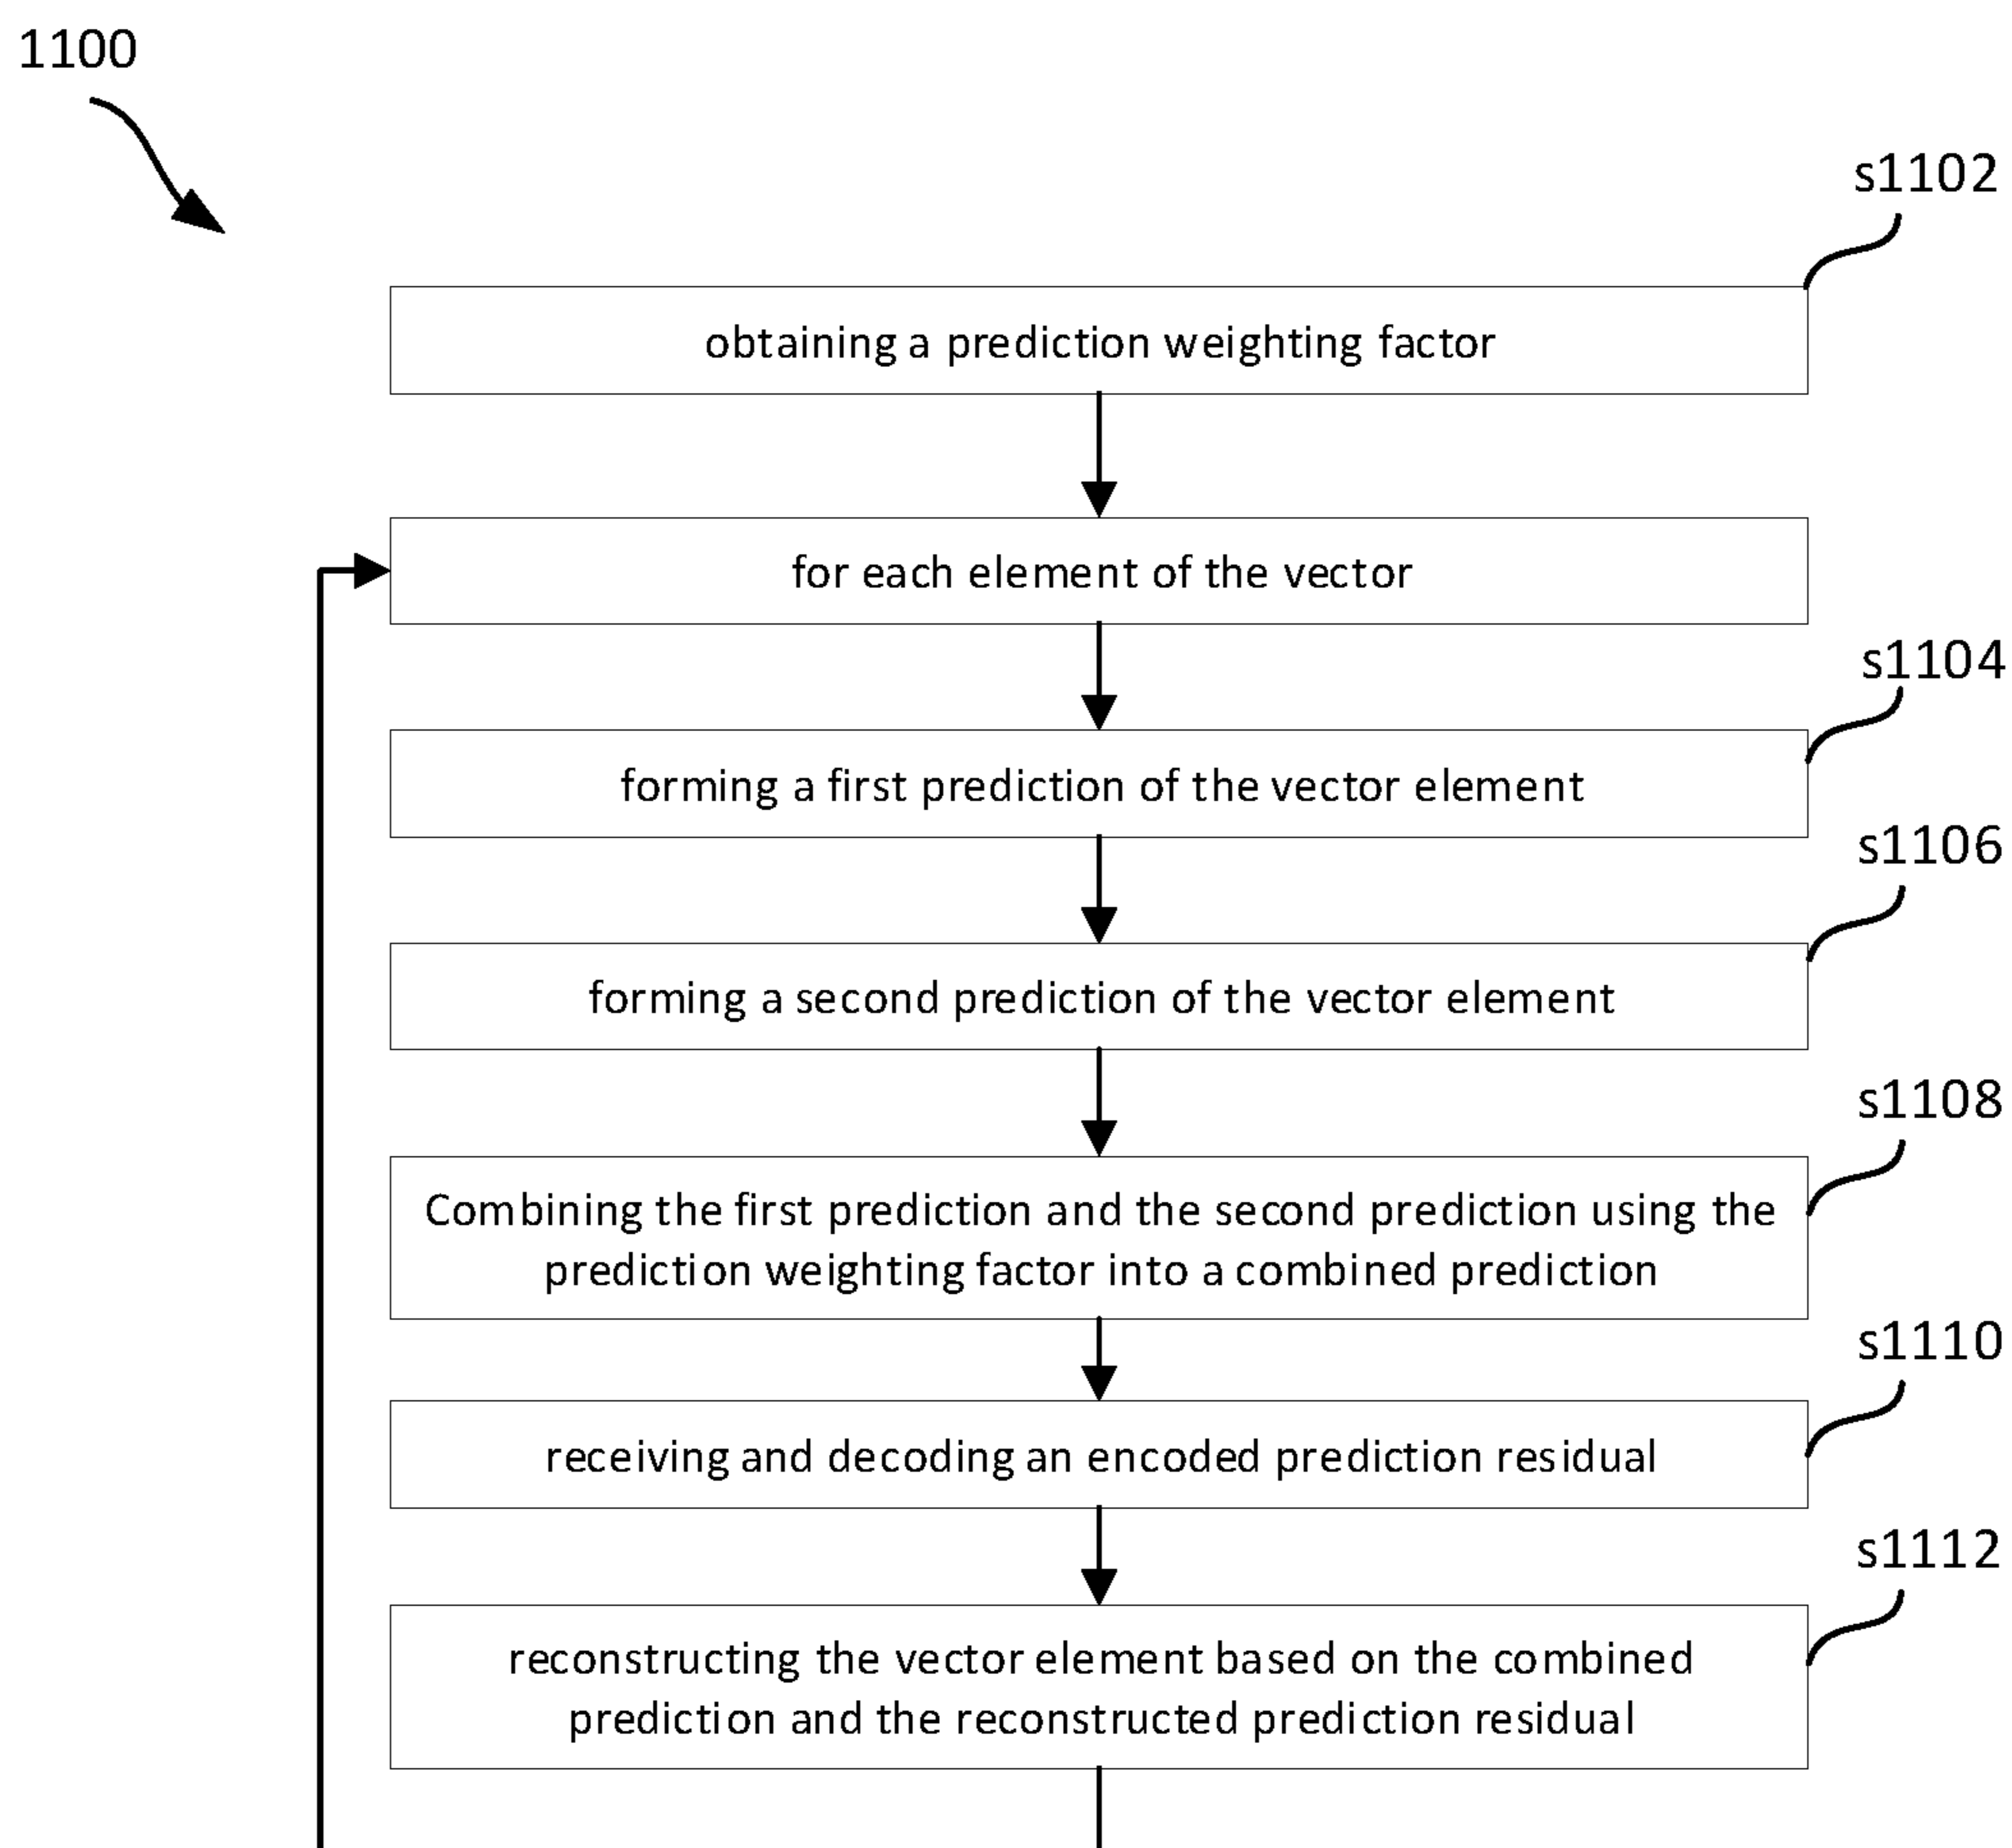 1100
s1102
obtaining a prediction weighting factor
for each element of the vector
s1104
forming a first prediction of the vector element
s1106
forming a second prediction of the vector element
s1108
Combining the first prediction and the second prediction using the
prediction weighting factor into a combined prediction
s1110
receiving and decoding an encoded prediction residual
s1112
reconstructing the vector element based on the combined
prediction and the reconstructed prediction residual